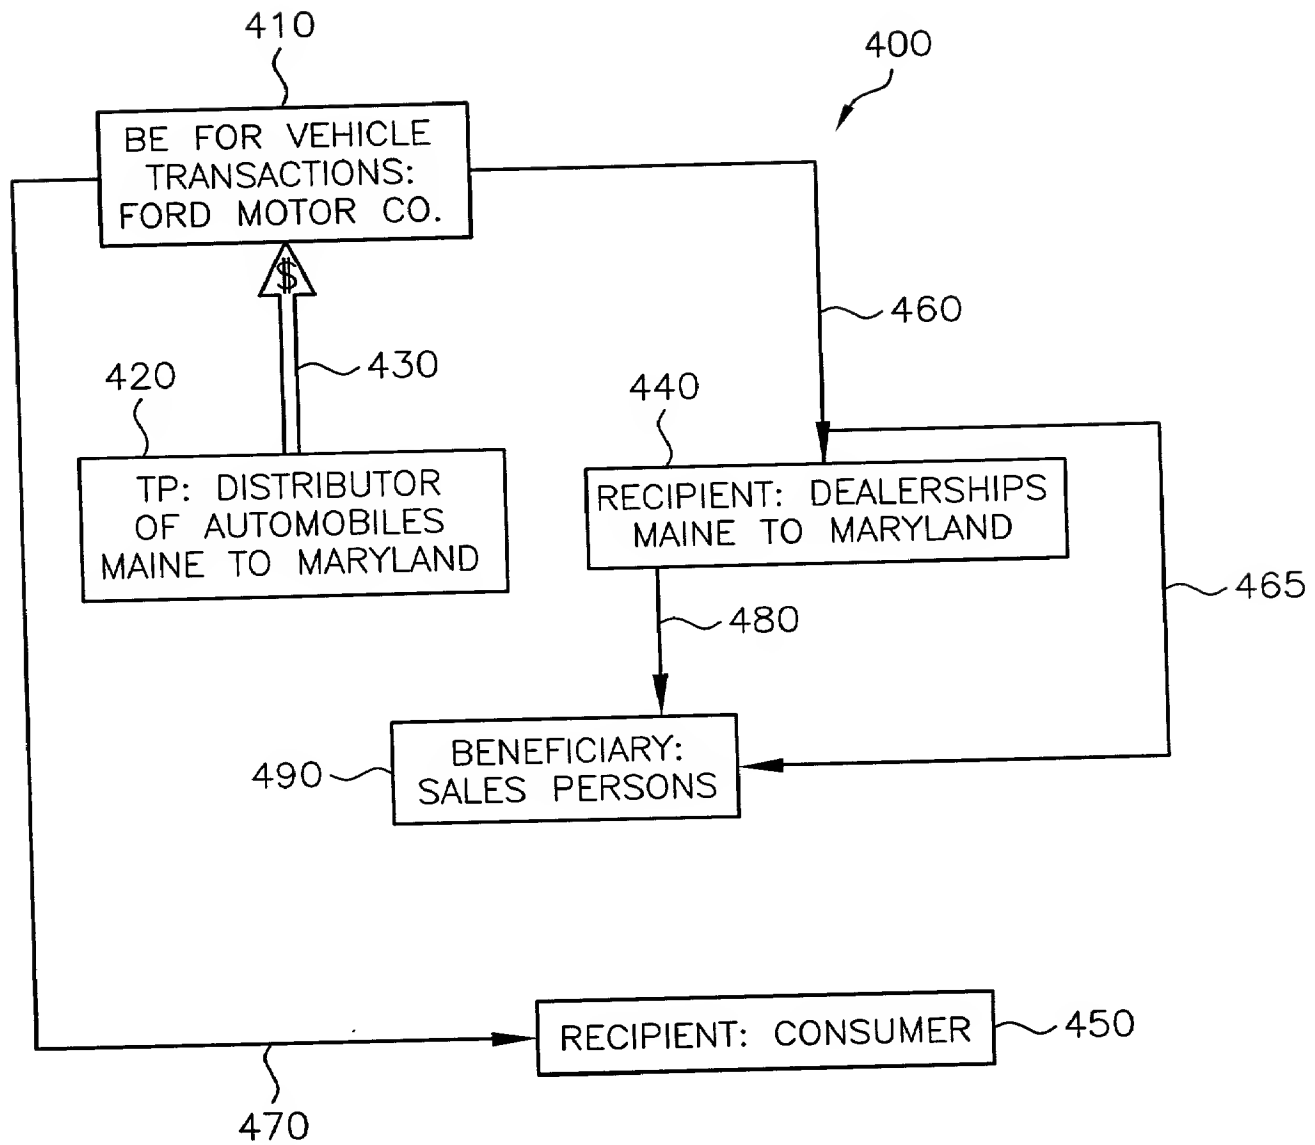 410
400
BE FOR VEHICLE
TRANSACTIONS:
FORD MOTOR CO.
$
460
430
420
440
TP: DISTRIBUTOR
OF AUTOMOBILES
MAINE TO MARYLAND
RECIPIENT: DEALERSHIPS
MAINE TO MARYLAND
465
480
490
BENEFICIARY:
SALES PERSONS
RECIPIENT: CONSUMER
450
470